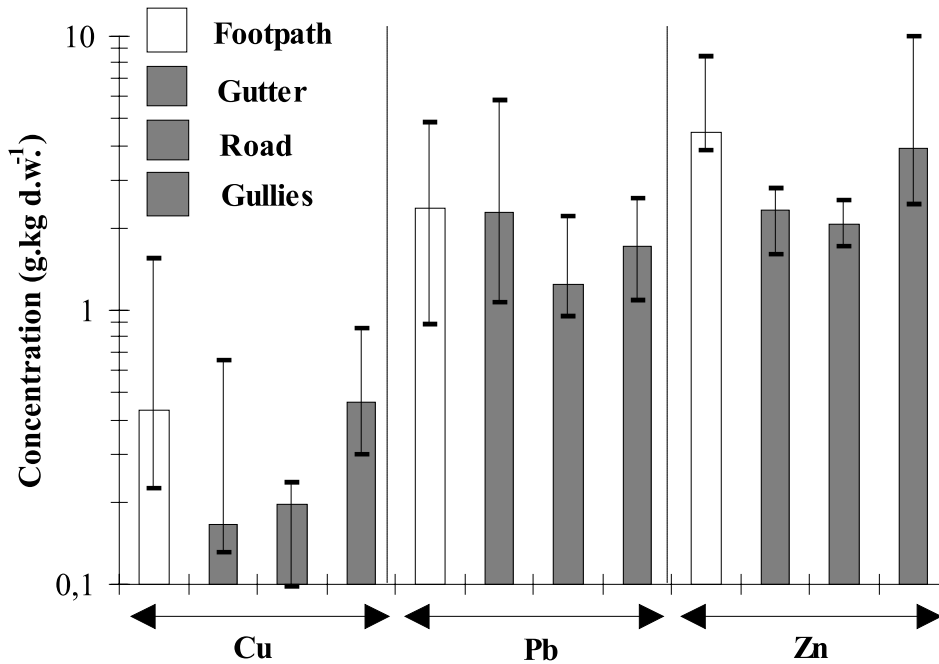 Footpath
Gutter
Road
Gullies
Concentration (g.kg d.w.-1)
10
1
0,1
Cu
Pb
Zn